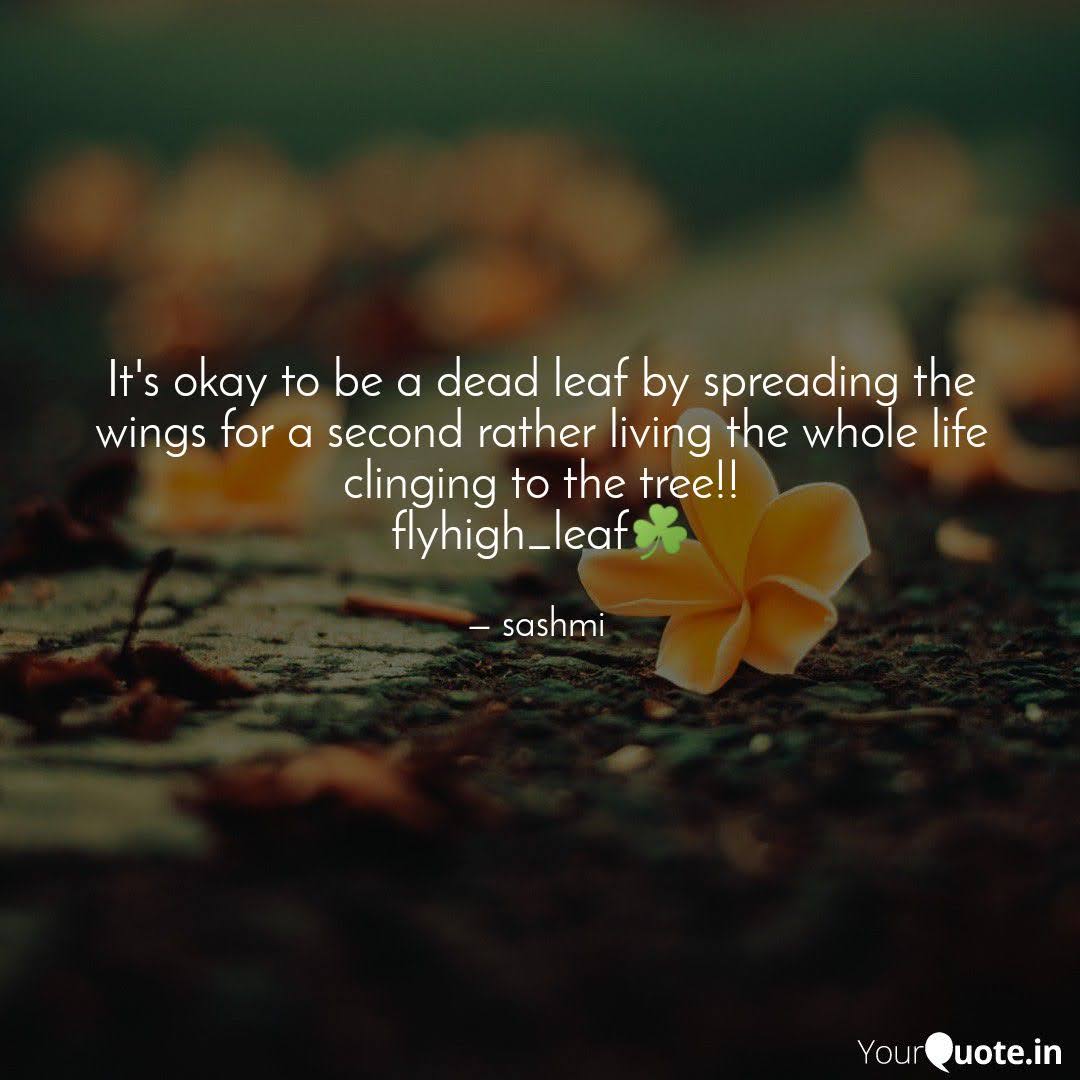 It's okay to be a dead leaf by spreading the
wings for a second rather living the whole life
clinging to the tree!!
flyhigh_leaf☘️
– sashmi
YourQuote.in